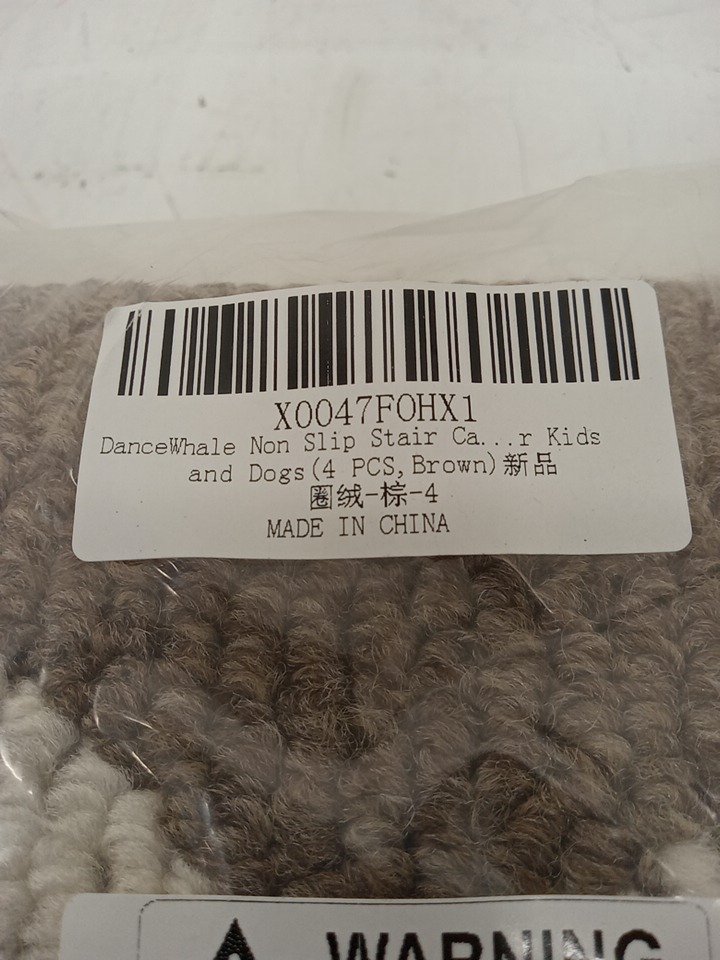 X0047FOHX1
DanceWhale Non Slip Stair Ca...r Kids
and Dogs(4 PCS,Brown)新品
圈绒-棕-4
MADE IN CHINA
WARNING